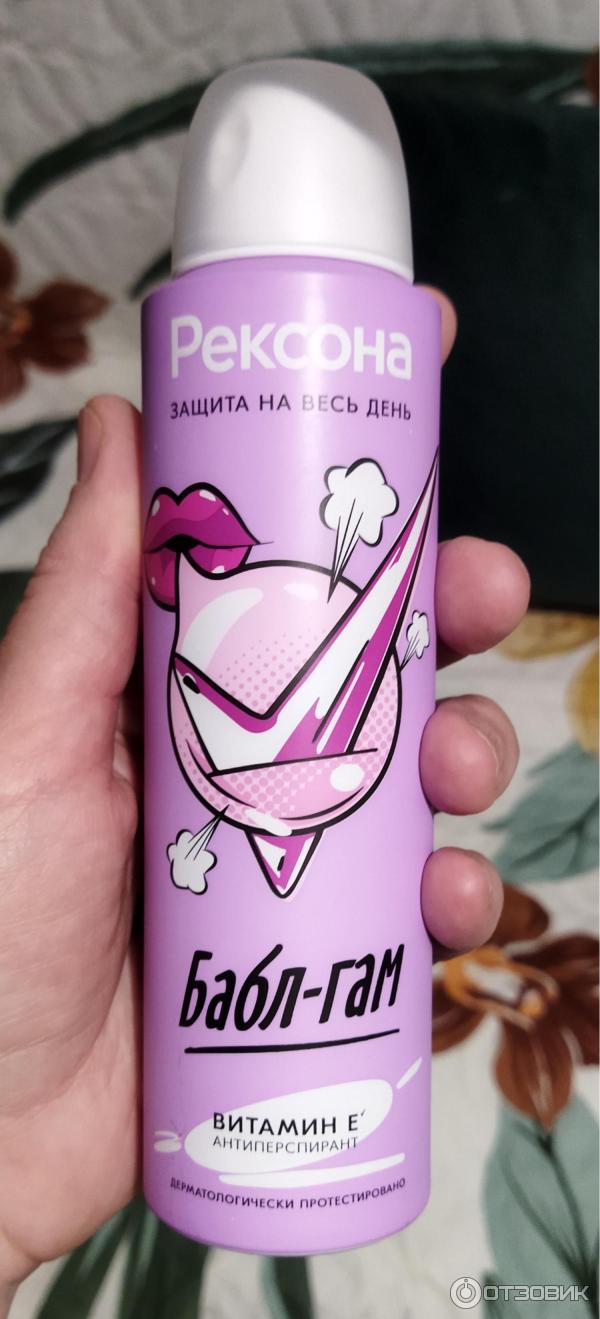 Рексона
ЗАЩИТА НА ВЕСЬ ДЕНЬ
Бабл-гам
ВИТАМИН Е*
АНТИПЕРСПИРАНТ
ДЕРМАТОЛОГИЧЕСКИ ПРОТЕСТИРОВАНО
ОТЗОВИК